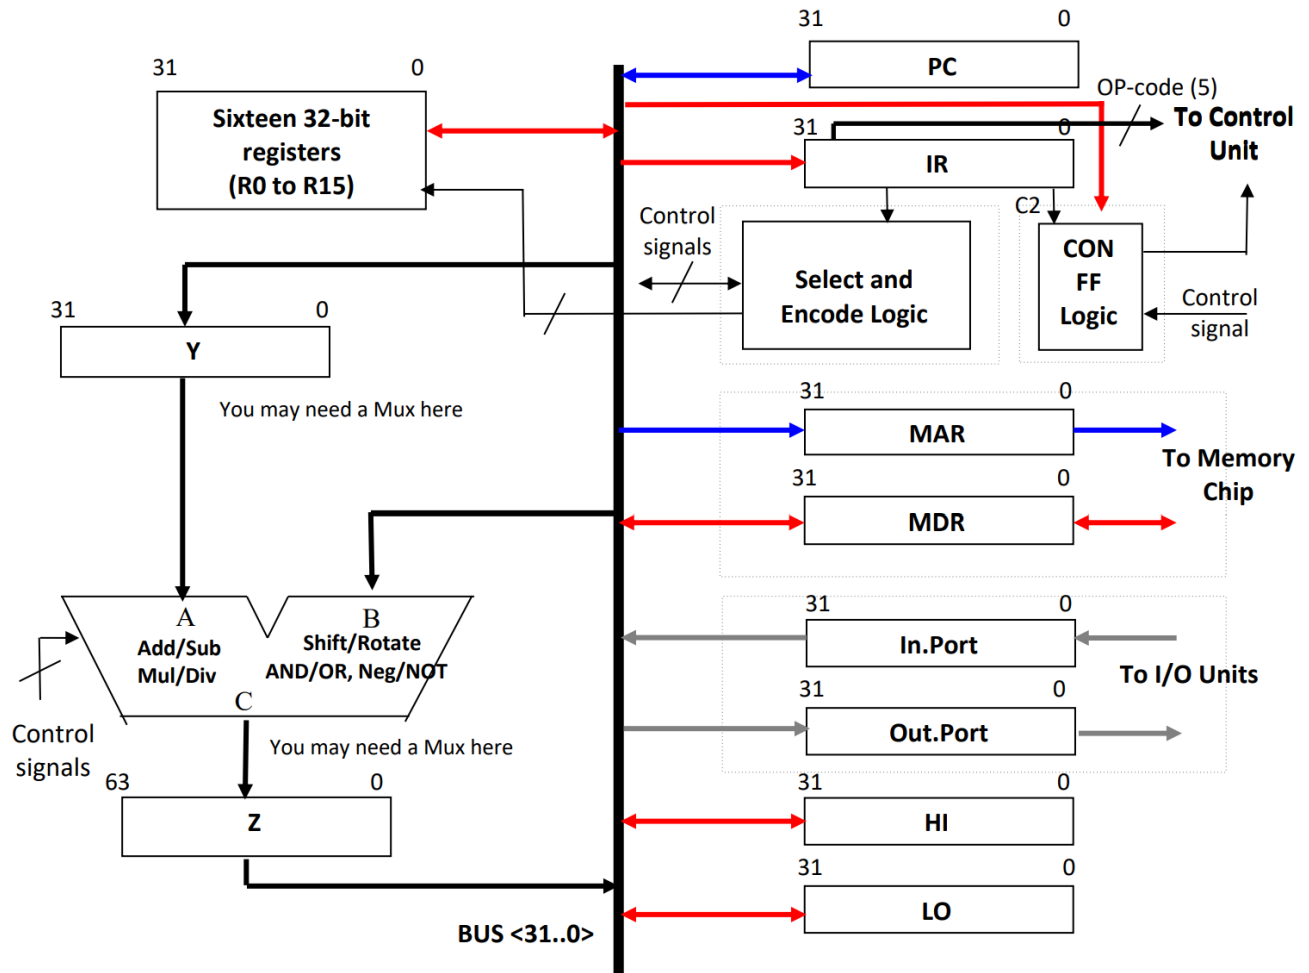 31 0
PC
31 0
Sixteen 32-bit
registers
(R0 to R15)
OP-code (5)
To Control
Unit
31 0
IR
C2
Control
signals
Select and
Encode Logic
CON
FF
Logic
Control
signal
31 0
Y
You may need a Mux here
31 0
MAR
To Memory
Chip
31 0
MDR
A
Add/Sub
Mul/Div
B
Shift/Rotate
AND/OR, Neg/NOT
C
Control
signals
You may need a Mux here
63 0
Z
31 0
In.Port
To I/O Units
31 0
Out.Port
31 0
HI
31 0
LO
BUS <31..0>